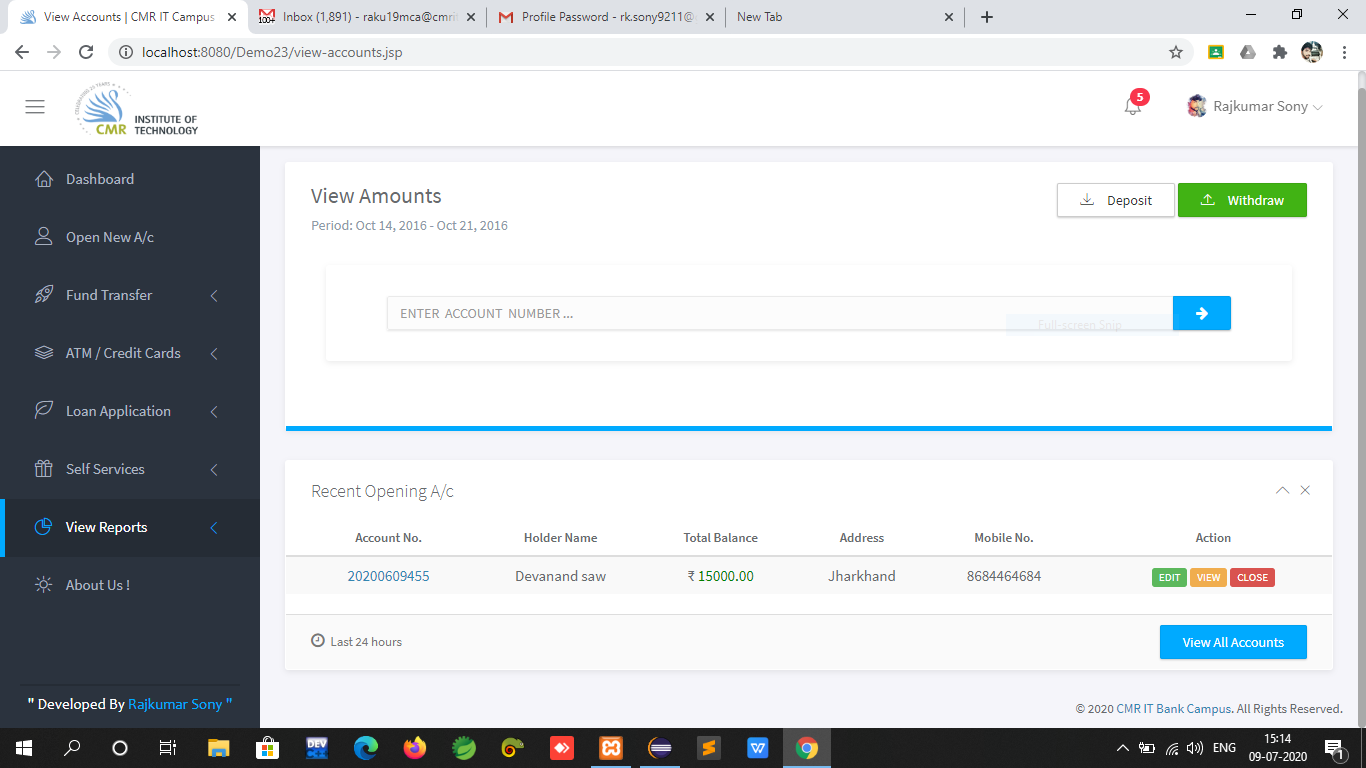 View Accounts | CMR IT Campus
Inbox (1,891) - raku19mca@cmri
Profile Password - rk.sony9211@
New Tab
localhost:8080/Demo23/view-accounts.jsp
CMR INSTITUTE OF TECHNOLOGY
5
Rajkumar Sony
Dashboard
Open New A/c
Fund Transfer
ATM / Credit Cards
Loan Application
Self Services
View Reports
About Us !
" Developed By Rajkumar Sony "
View Amounts
Period: Oct 14, 2016 - Oct 21, 2016
Deposit
Withdraw
ENTER ACCOUNT NUMBER ...
Full-screen Snip
Recent Opening A/c
Account No. Holder Name Total Balance Address Mobile No. Action
20200609455 Devanand saw ₹ 15000.00 Jharkhand 8684464684 EDIT VIEW CLOSE
Last 24 hours
View All Accounts
© 2020 CMR IT Bank Campus. All Rights Reserved.
ENG
15:14
09-07-2020
1